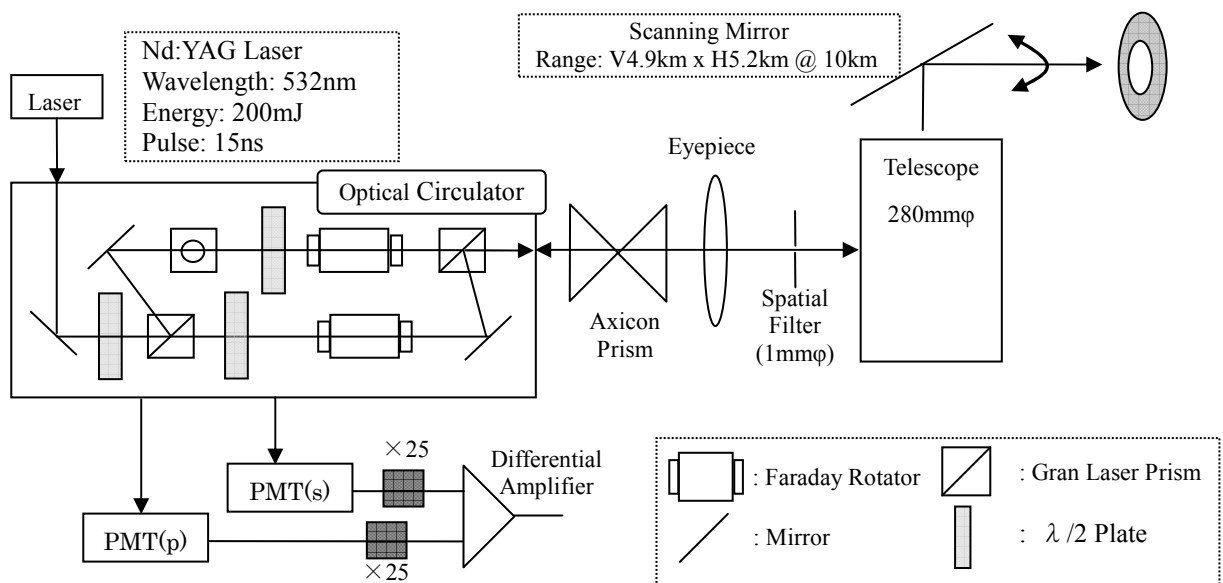 Scanning Mirror
Range: V4.9km x H5.2km @ 10km
Nd:YAG Laser
Wavelength: 532nm
Energy: 200mJ
Pulse: 15ns
Laser
Optical Circulator
Eyepiece
Telescope
280mmφ
Axicon
Prism
Spatial
Filter
(1mmφ)
×25
Differential
Amplifier
PMT(s)
PMT(p)
×25
: Faraday Rotator
: Gran Laser Prism
: Mirror
: λ /2 Plate